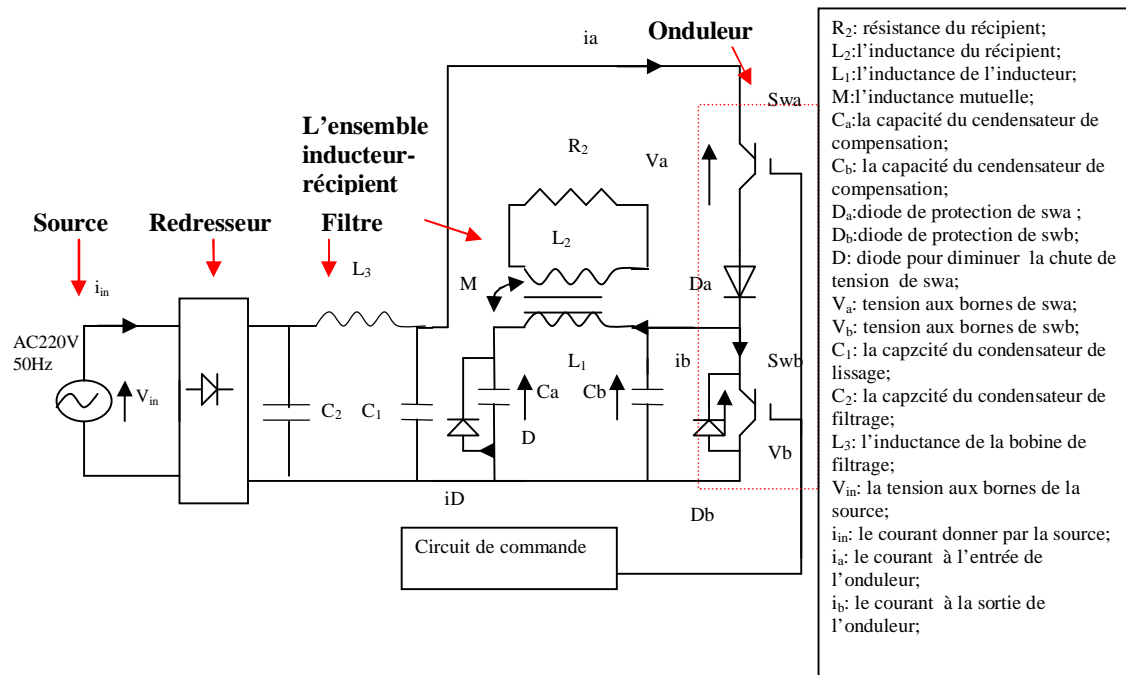 ia
Onduleur
Swa
L'ensemble
inducteur-
récipient
R2
Va
Source
Redresseur
Filtre
L2
L3
M
Da
iin
AC220V
50Hz
Vin
C2
C1
L1
Ca
Cb
ib
Swb
D
Vb
iD
Db
Circuit de commande
R2: résistance du récipient;
L2:l'inductance du récipient;
L1:l'inductance de l'inducteur;
M:l'inductance mutuelle;
Ca:la capacité du cendensateur de
compensation;
Cb: la capacité du cendensateur de
compensation;
Da:diode de protection de swa ;
Db:diode de protection de swb;
D: diode pour diminuer la chute de
tension de swa;
Va: tension aux bornes de swa;
Vb: tension aux bornes de swb;
C1: la capzcité du condensateur de
lissage;
C2: la capzcité du condensateur de
filtrage;
L3: l'inductance de la bobine de
filtrage;
Vin: la tension aux bornes de la
source;
iin: le courant donner par la source;
ia: le courant à l'entrée de
l'onduleur;
ib: le courant à la sortie de
l'onduleur;